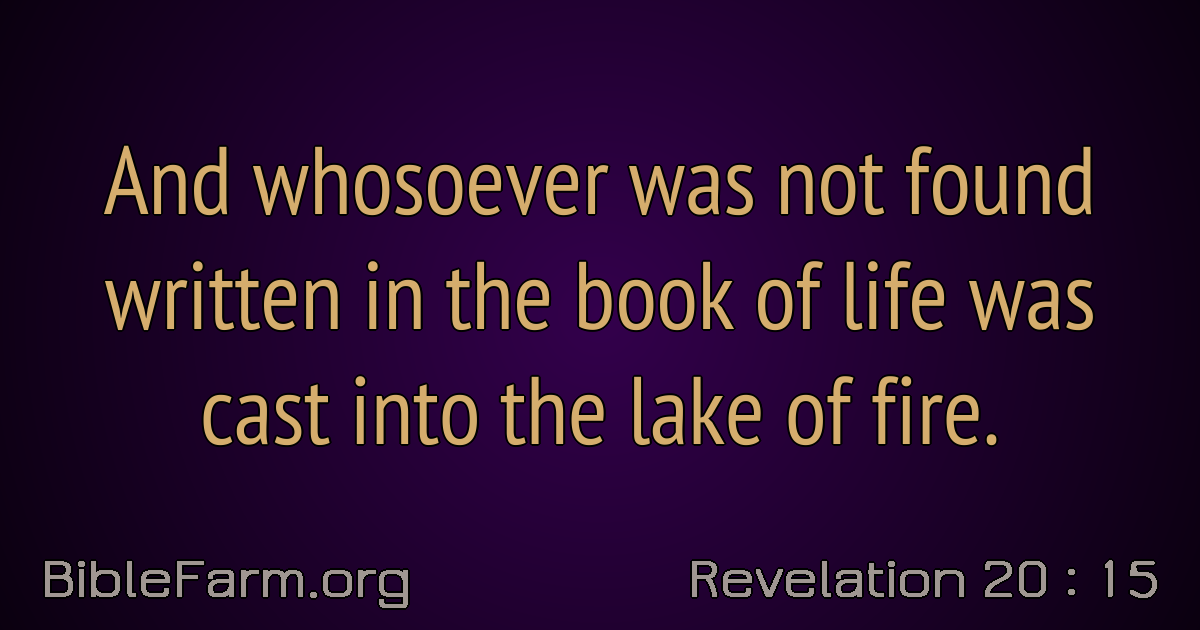 And whosoever was not found
written in the book of life was
cast into the lake of fire.
BibleFarm.org
Revelation 20 : 15